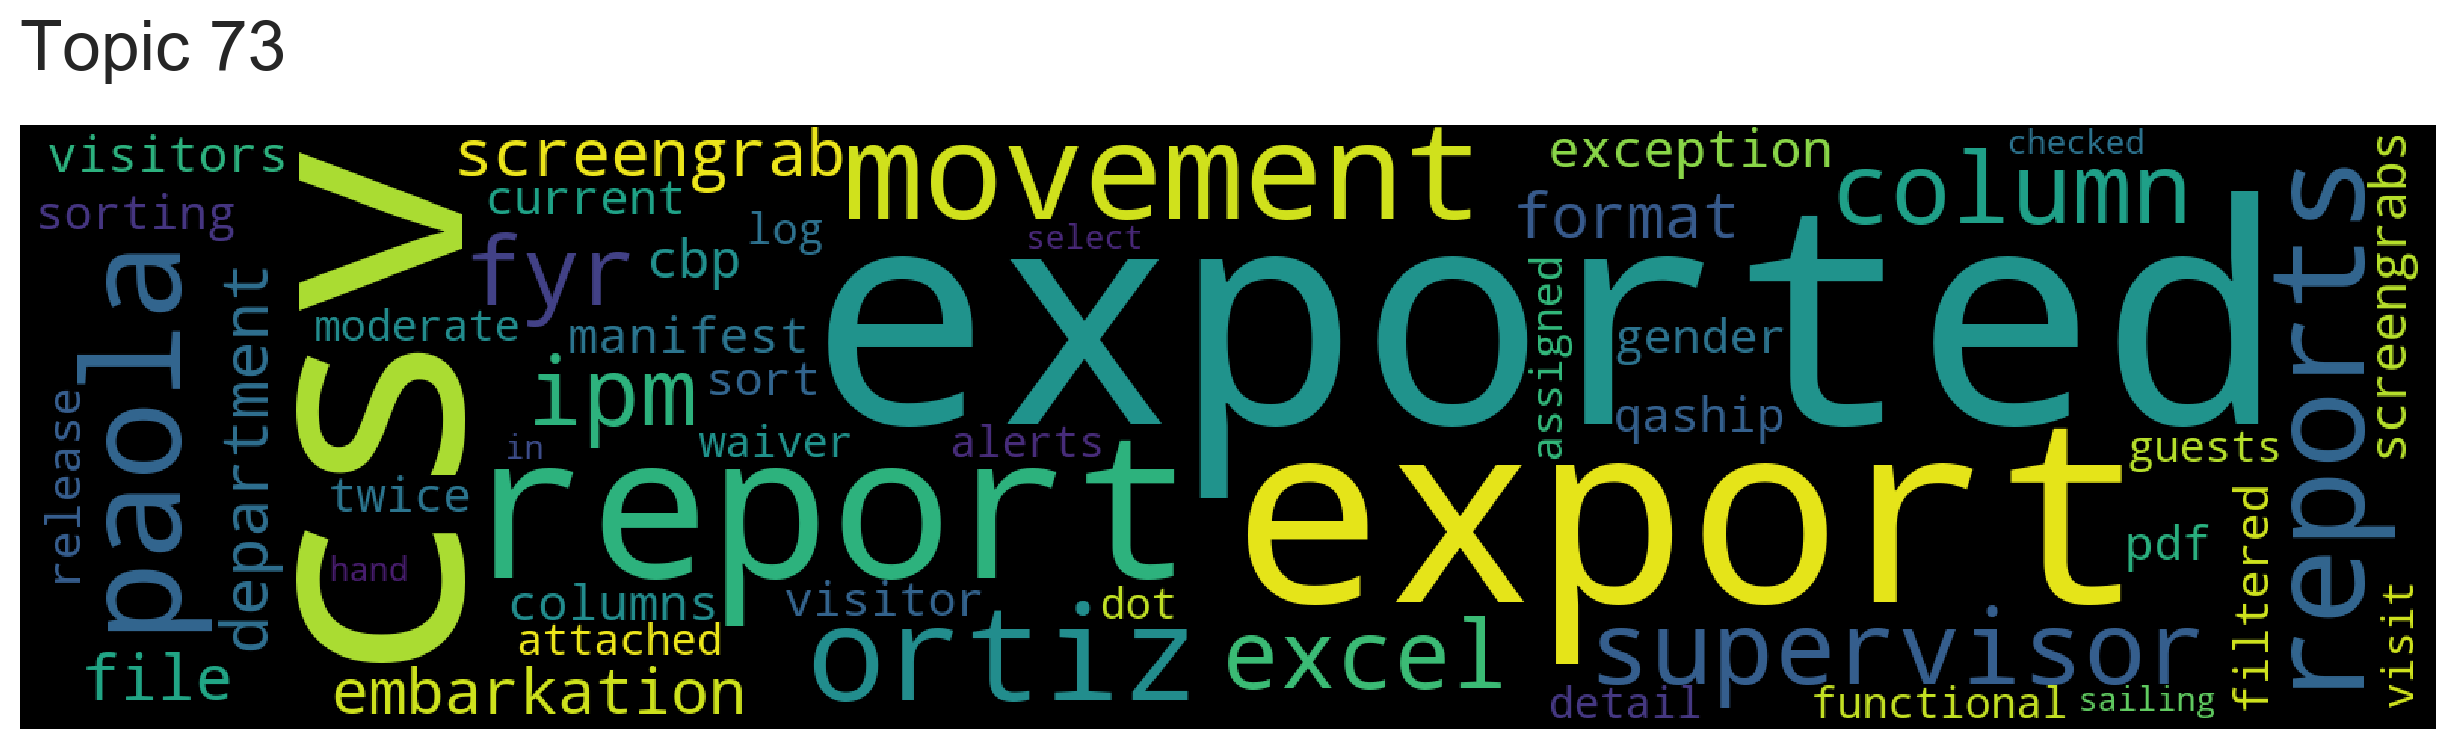 Topic 73
visitors
sorting
paola
release
department
file
csv
screengrab
current
fyr
cbp
log
moderate
manifest
ipm
sort
in
waiver
alerts
twice
hand
report
columns
visitor
dot
attached
embarkation
ortiz
movement
select
exported
export
excel
exception
checked
format
column
assigned
gender
qaship
guests
pdf
supervisor
detail
functional
sailing
filtered
reports
screengrabs
visit